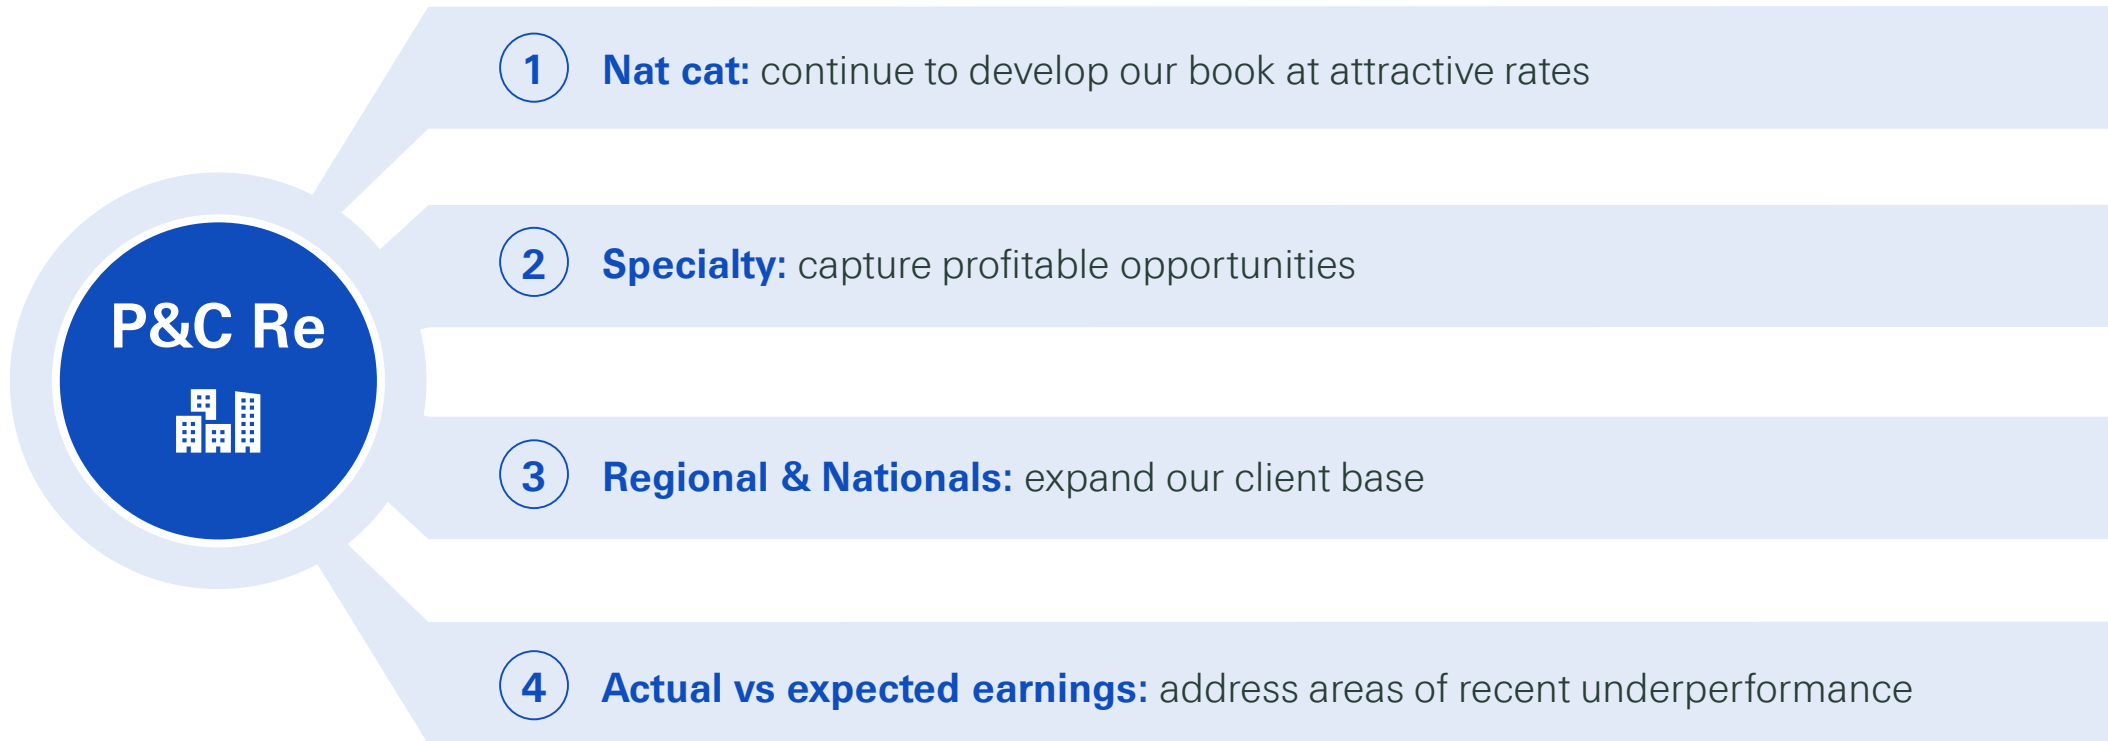 P&C Re
1 Nat cat: continue to develop our book at attractive rates
2 Specialty: capture profitable opportunities
3 Regional & Nationals: expand our client base
4 Actual vs expected earnings: address areas of recent underperformance